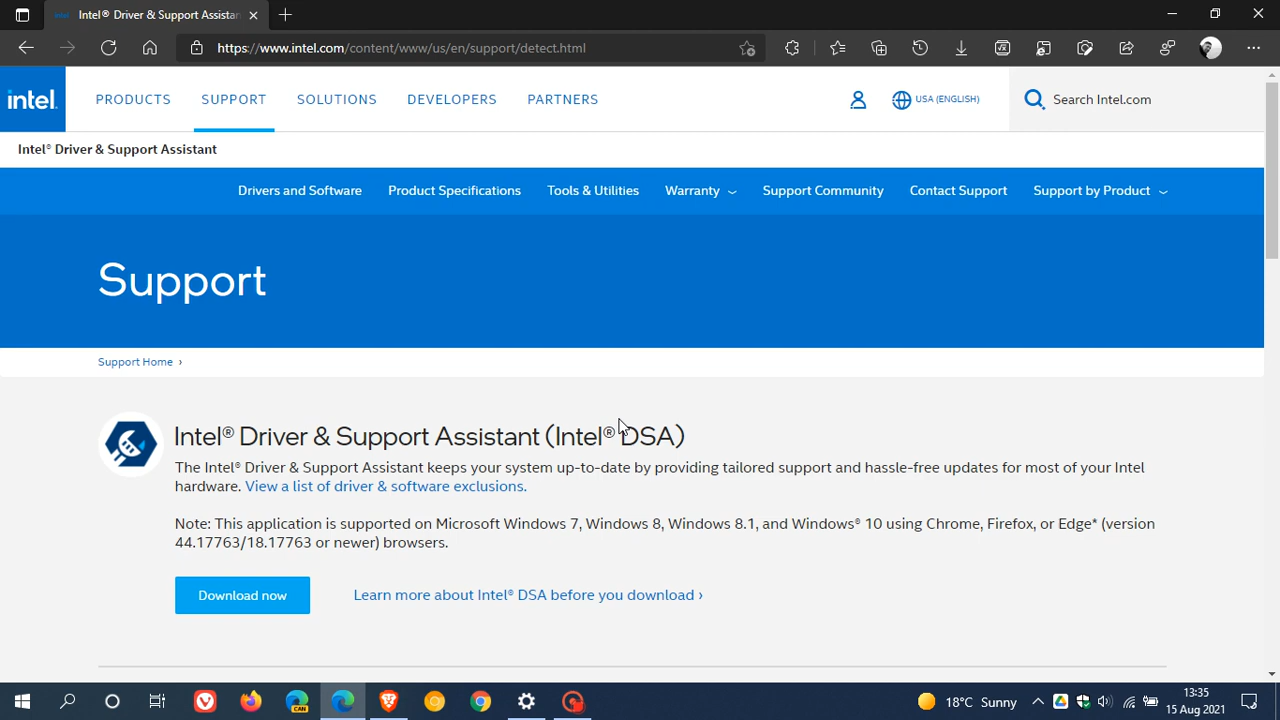 Intel® Driver & Support Assistan
https://www.intel.com/content/www/us/en/support/detect.html
intel.
PRODUCTS
SUPPORT
SOLUTIONS
DEVELOPERS
PARTNERS
USA (ENGLISH)
Search Intel.com
Intel® Driver & Support Assistant
Drivers and Software
Product Specifications
Tools & Utilities
Warranty
Support Community
Contact Support
Support by Product
Support
Support Home ›
Intel® Driver & Support Assistant (Intel® DSA)
The Intel® Driver & Support Assistant keeps your system up-to-date by providing tailored support and hassle-free updates for most of your Intel
hardware. View a list of driver & software exclusions.
Note: This application is supported on Microsoft Windows 7, Windows 8, Windows 8.1, and Windows® 10 using Chrome, Firefox, or Edge* (version
44.17763/18.17763 or newer) browsers.
Download now
Learn more about Intel® DSA before you download ›
CAN
18°C Sunny
13:35
15 Aug 2021